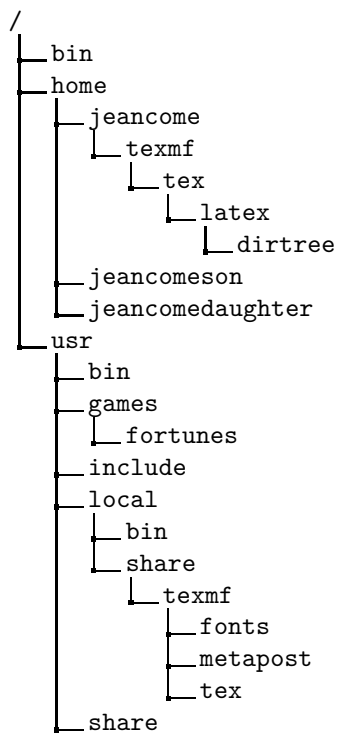 /
bin
home
jeancome
texmf
tex
latex
dirtree
jeancomeson
jeancomedaughter
usr
bin
games
fortunes
include
local
bin
share
texmf
fonts
metapost
tex
share